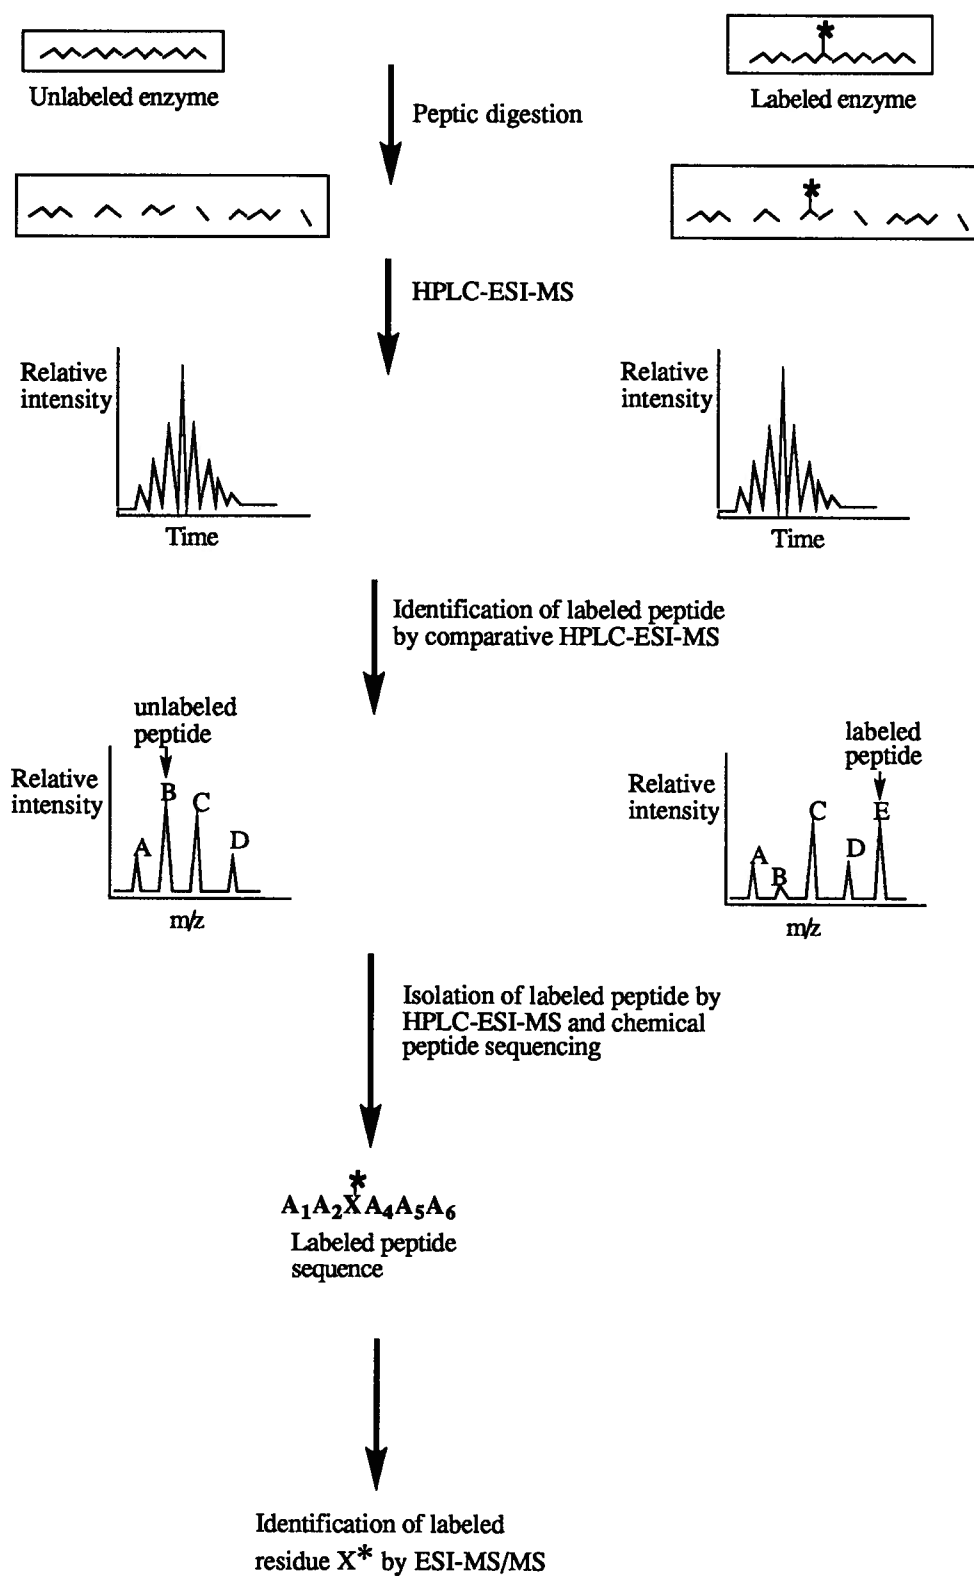 *
Unlabeled enzyme
Labeled enzyme
Peptic digestion
*
HPLC-ESI-MS
Relative
intensity
Time
Relative
intensity
Time
Identification of labeled peptide
by comparative HPLC-ESI-MS
unlabeled
peptide
Relative
intensity
A
B
C
D
m/z
labeled
peptide
Relative
intensity
A
B
C
D
E
m/z
Isolation of labeled peptide by
HPLC-ESI-MS and chemical
peptide sequencing
*
A1A2XA4A5A6
Labeled peptide
sequence
Identification of labeled
residue X* by ESI-MS/MS